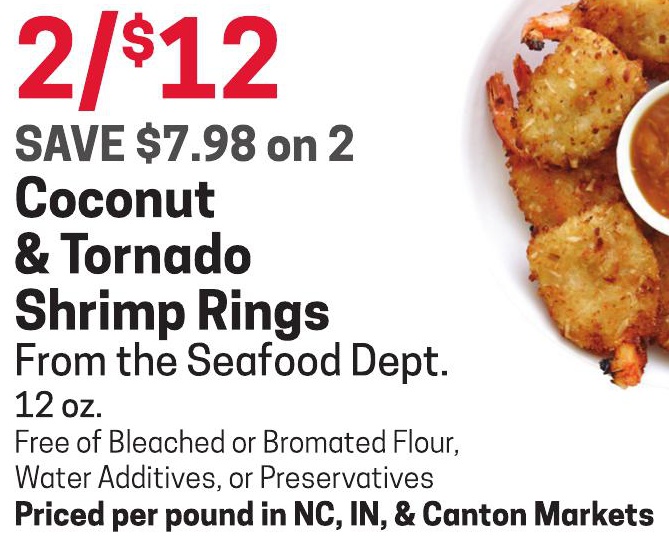 2/$12
SAVE $7.98 on 2
Coconut
& Tornado
Shrimp Rings
From the Seafood Dept.
12 oz.
Free of Bleached or Bromated Flour,
Water Additives, or Preservatives
Priced per pound in NC, IN, & Canton Markets